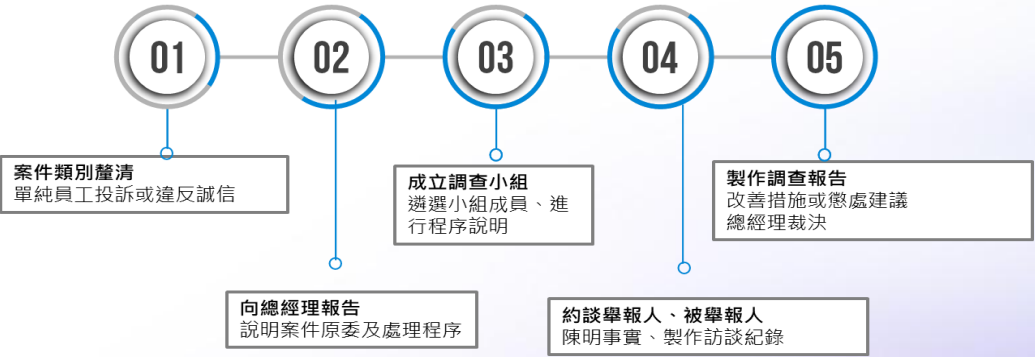 01
02
03
04
05
案件類別釐清
單純員工投訴或違反誠信
向總經理報告
說明案件原委及處理程序
成立調查小組
遴選小組成員、進
行程序說明
約談舉報人、被舉報人
陳明事實、製作訪談紀錄
製作調查報告
改善措施或懲處建議
總經理裁決